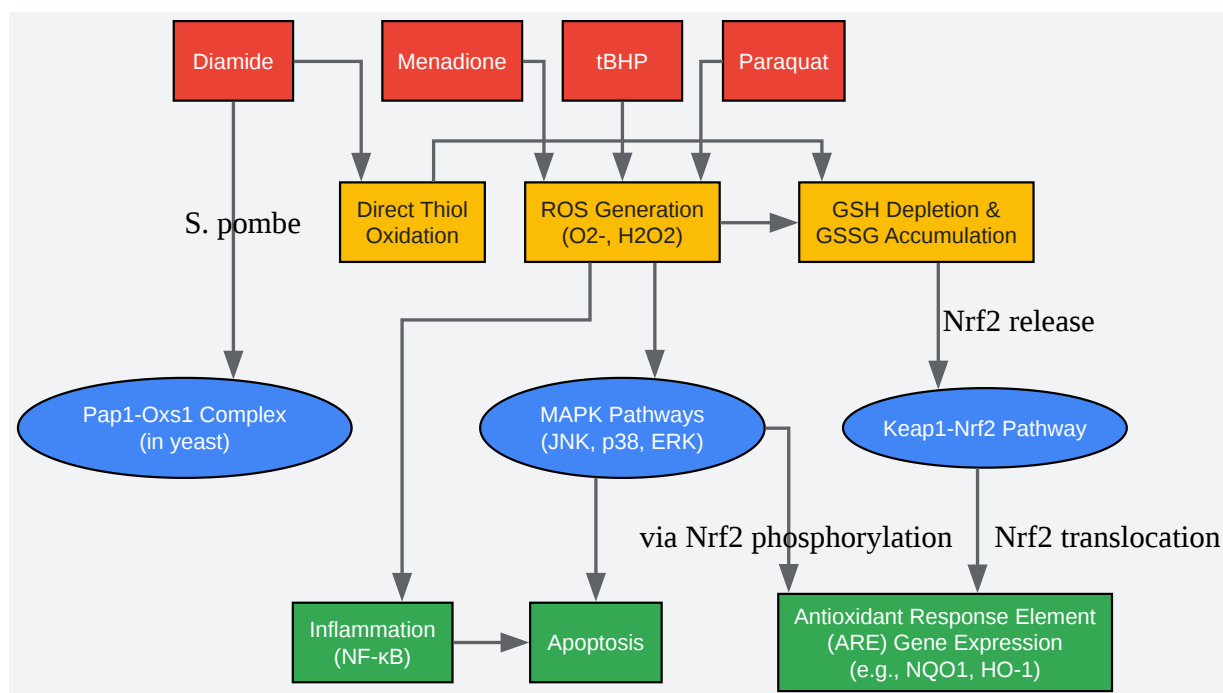 Diamide
Menadione
tBHP
Paraquat
S. pombe
Direct Thiol
Oxidation
ROS Generation
(O2-, H2O2)
GSH Depletion &
GSSG Accumulation
Nrf2 release
Pap1-Oxs1 Complex
(in yeast)
MAPK Pathways
(JNK, p38, ERK)
Keap1-Nrf2 Pathway
via Nrf2 phosphorylation
Nrf2 translocation
Inflammation
(NF-κB)
Apoptosis
Antioxidant Response Element
(ARE) Gene Expression
(e.g., NQO1, HO-1)